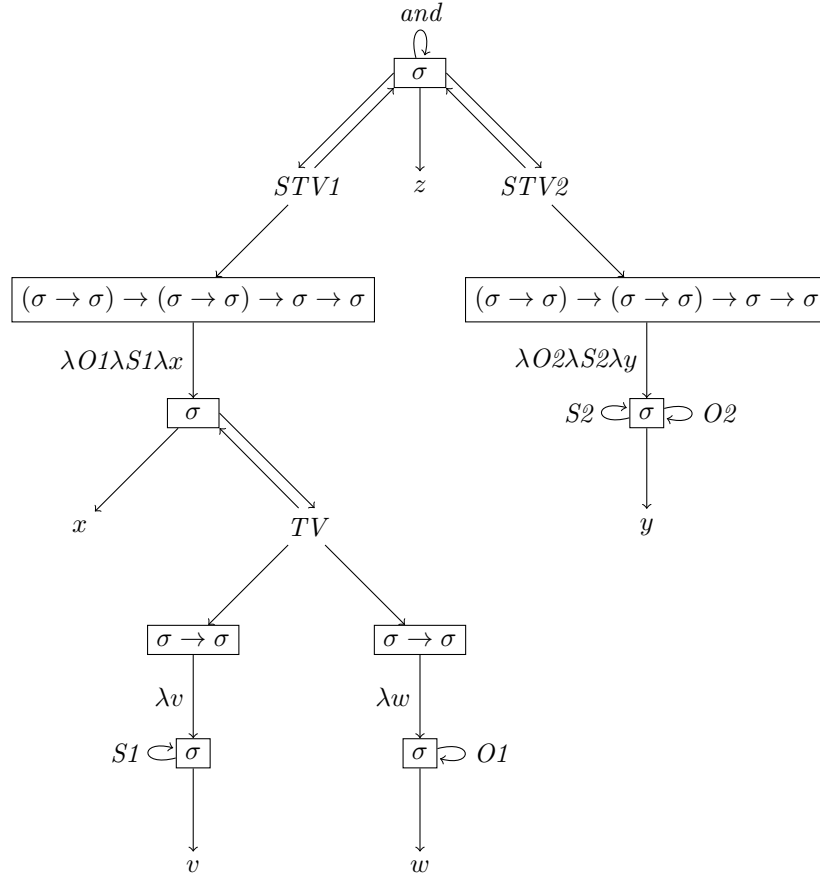 and
σ
STV1 z STV2
(σ → σ) → (σ → σ) → σ → σ (σ → σ) → (σ → σ) → σ → σ
λO1λS1λx λO2λS2λy
σ S2 σ O2
x TV y
σ → σ σ → σ
λv λw
S1 σ σ O1
v w